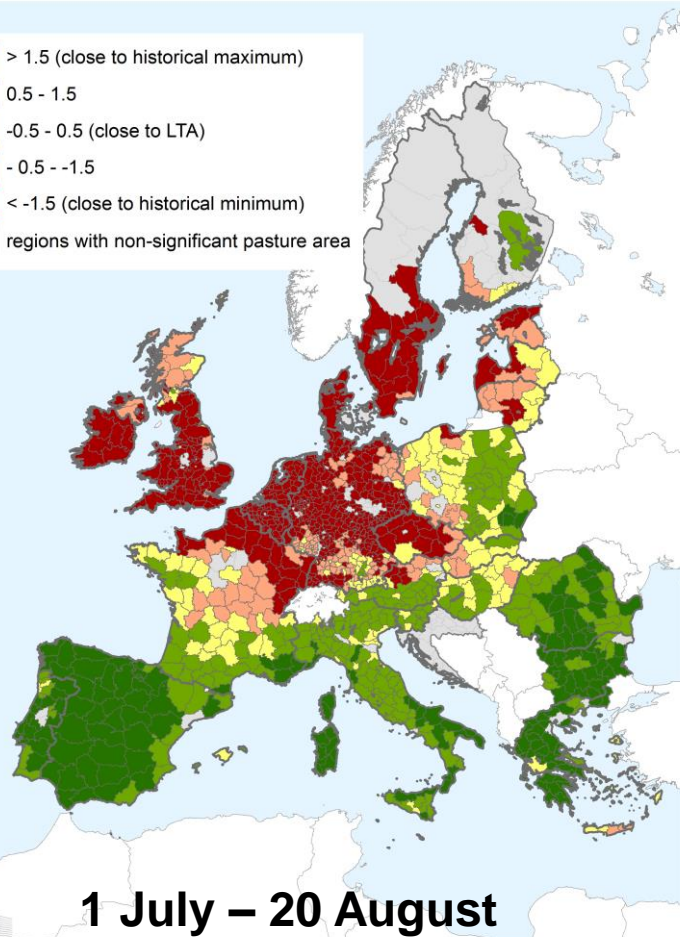 > 1.5 (close to historical maximum)
0.5 - 1.5
-0.5 - 0.5 (close to LTA)
- 0.5 - -1.5
< -1.5 (close to historical minimum)
regions with non-significant pasture area
1 July – 20 August